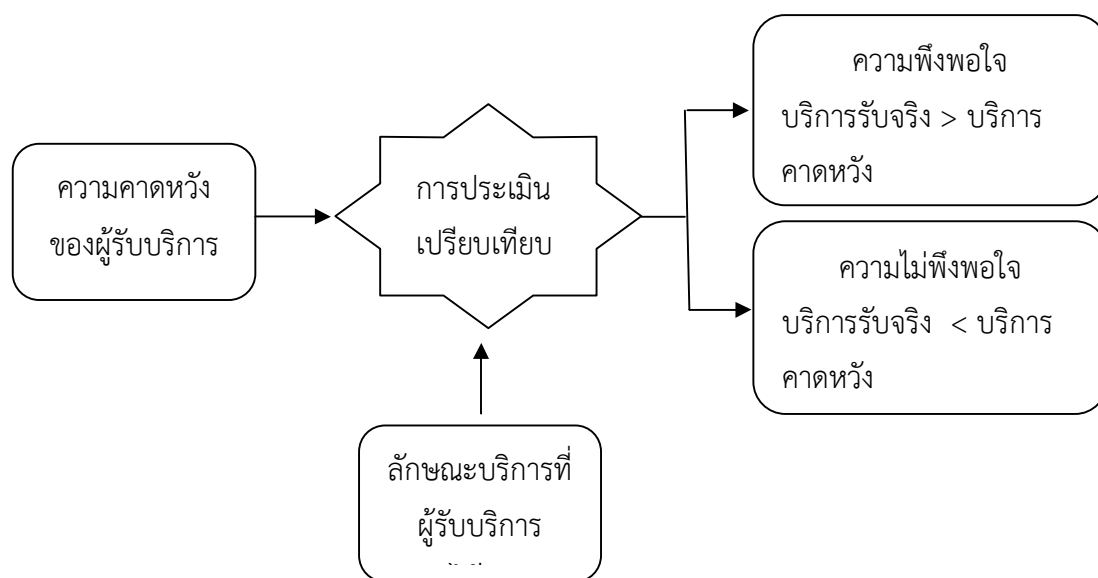 ความคาดหวัง
ของผู้รับบริการ
การประเมิน
เปรียบเทียบ
ความพึงพอใจ
บริการรับจริง > บริการ
คาดหวัง
ความไม่พึงพอใจ
บริการรับจริง < บริการ
คาดหวัง
ลักษณะบริการที่
ผู้รับบริการ